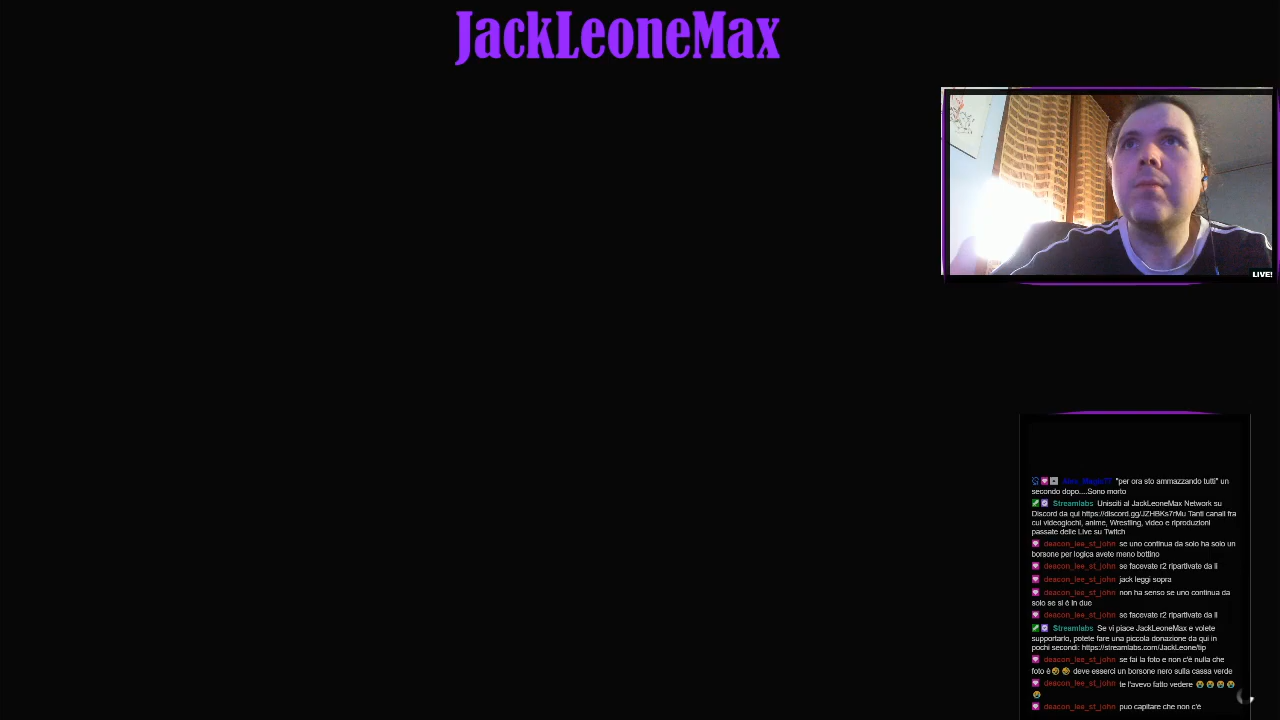 JackLeoneMax
LIVE!
Alex_Magia77 "per ora sto ammazzando tutti" un
secondo dopo....Sono morto
Streamlabs Unisciti al JackLeoneMax Network su
Discord da qui https://discord.gg/JZHBKs7rMu Tanti canali fra
cui videogiochi, anime, Wrestling, video e riproduzioni
passate delle Live su Twitch
deacon_lee_st_john se uno continua da solo ha solo un
borsone per logica avete meno bottino
deacon_lee_st_john se facevate r2 ripartivate da li
deacon_lee_st_john jack leggi sopra
deacon_lee_st_john non ha senso se uno continua da
solo se si è in due
deacon_lee_st_john se facevate r2 ripartivate da li
Streamlabs Se vi piace JackLeoneMax e volete
supportarlo, potete fare una piccola donazione da qui in
pochi secondi: https://streamlabs.com/JackLeone/tip
deacon_lee_st_john se fai la foto e non c'è nulla che
foto è🤣 🤣 deve esserci un borsone nero sulla cassa verde
deacon_lee_st_john te l'avevo fatto vedere 😭 😭 😭 😭
😭
deacon_lee_st_john puo capitare che non c'è